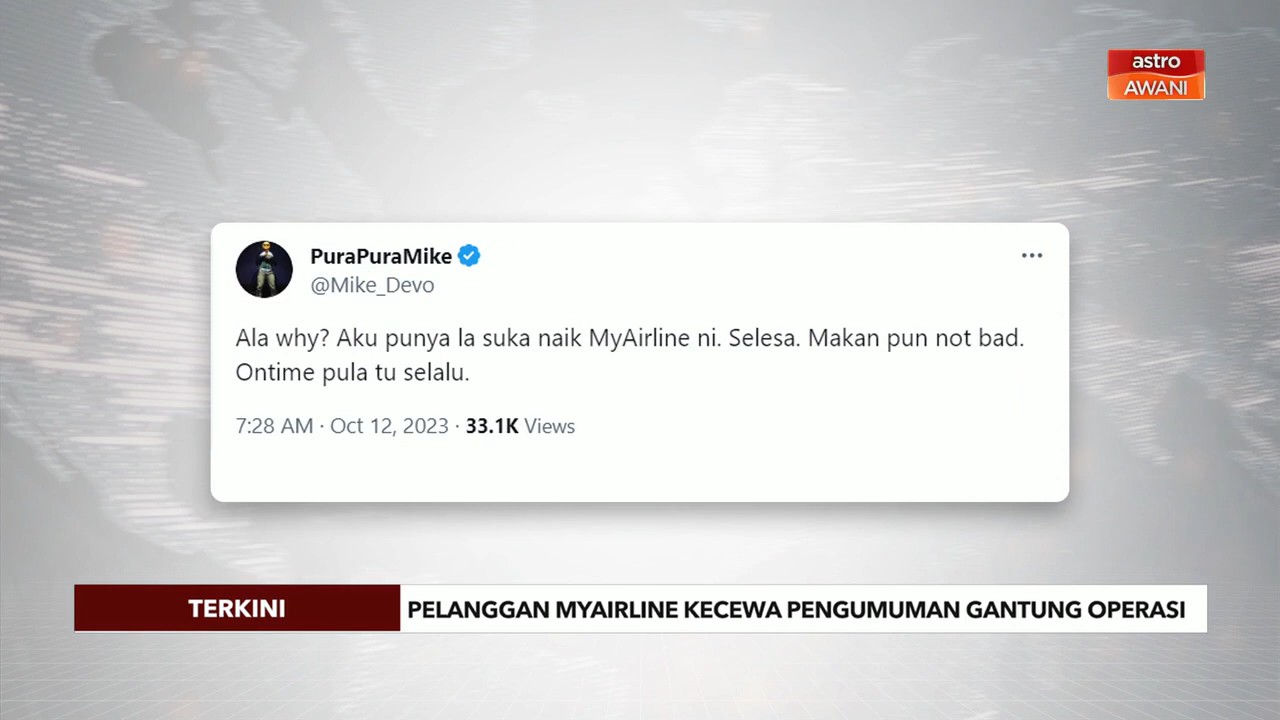 astro
AWANI
PuraPuraMike
@Mike_Devo
Ala why? Aku punya la suka naik MyAirline ni. Selesa. Makan pun not bad.
Ontime pula tu selalu.
7:28 AM · Oct 12, 2023 · 33.1K Views
TERKINI
PELANGGAN MYAIRLINE KECEWA PENGUMUMAN GANTUNG OPERASI